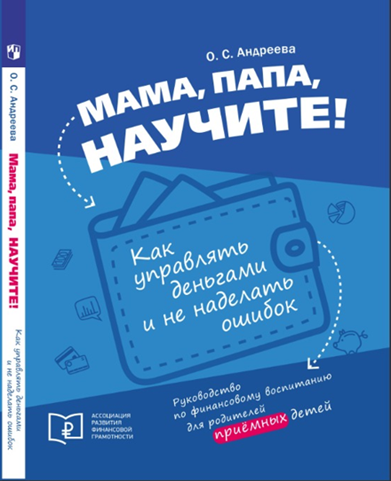 О. С. Андреева
Мама, папа, НАУЧИТЕ!
Как управлять деньгами
и не наделать ошибок
О. С. Андреева
МАМА, ПАПА,
НАУЧИТЕ!
Как
управлять
деньгами
и не наделать
ошибок
Руководство
по финансовому воспитанию
для родителей
приёмных детей
АССОЦИАЦИЯ
РАЗВИТИЯ
ФИНАНСОВОЙ
ГРАМОТНОСТИ